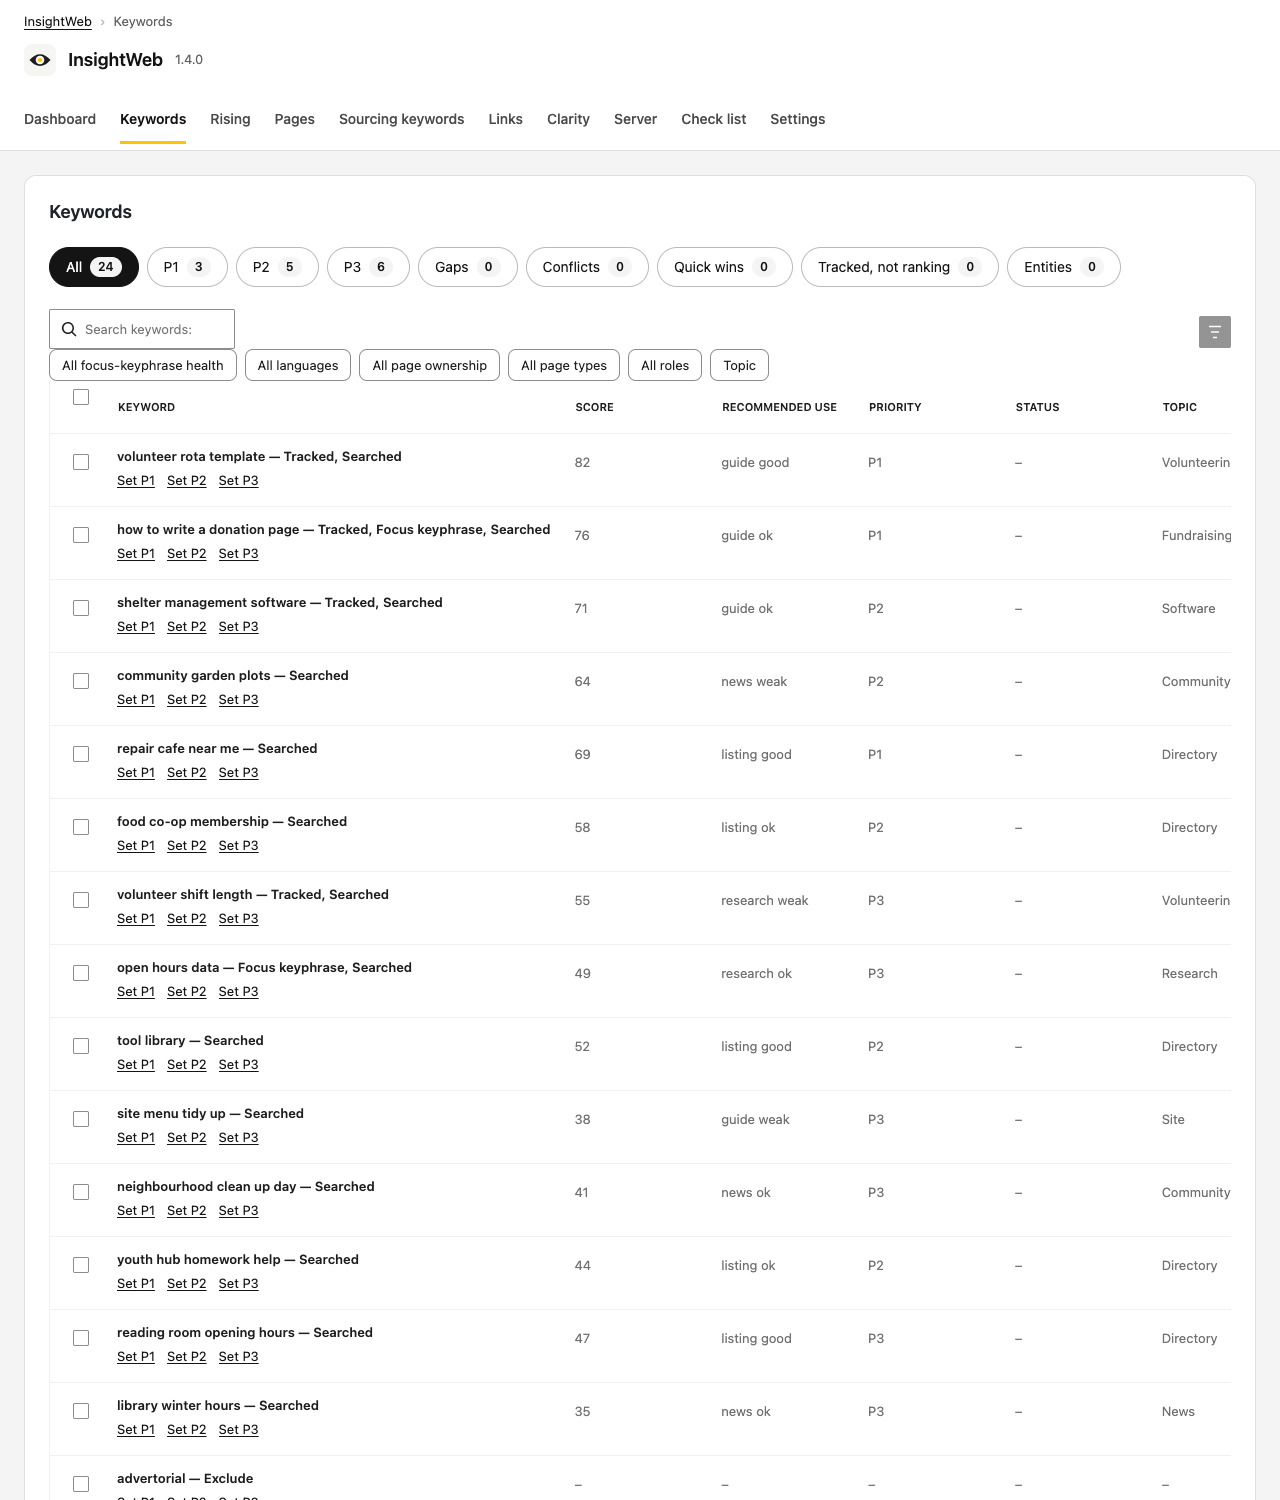 InsightWeb › Keywords
InsightWeb 1.4.0
Dashboard Keywords Rising Pages Sourcing keywords Links Clarity Server Check list Settings
Keywords
All 24 P1 3 P2 5 P3 6 Gaps 0 Conflicts 0 Quick wins 0 Tracked, not ranking 0 Entities 0
Search keywords:
All focus-keyphrase health All languages All page ownership All page types All roles Topic
KEYWORD SCORE RECOMMENDED USE PRIORITY STATUS TOPIC
volunteer rota template — Tracked, Searched 82 guide good P1 – Volunteerin
Set P1 Set P2 Set P3
how to write a donation page — Tracked, Focus keyphrase, Searched 76 guide ok P1 – Fundraising
Set P1 Set P2 Set P3
shelter management software — Tracked, Searched 71 guide ok P2 – Software
Set P1 Set P2 Set P3
community garden plots — Searched 64 news weak P2 – Community
Set P1 Set P2 Set P3
repair cafe near me — Searched 69 listing good P1 – Directory
Set P1 Set P2 Set P3
food co-op membership — Searched 58 listing ok P2 – Directory
Set P1 Set P2 Set P3
volunteer shift length — Tracked, Searched 55 research weak P3 – Volunteerin
Set P1 Set P2 Set P3
open hours data — Focus keyphrase, Searched 49 research ok P3 – Research
Set P1 Set P2 Set P3
tool library — Searched 52 listing good P2 – Directory
Set P1 Set P2 Set P3
site menu tidy up — Searched 38 guide weak P3 – Site
Set P1 Set P2 Set P3
neighbourhood clean up day — Searched 41 news ok P3 – Community
Set P1 Set P2 Set P3
youth hub homework help — Searched 44 listing ok P2 – Directory
Set P1 Set P2 Set P3
reading room opening hours — Searched 47 listing good P3 – Directory
Set P1 Set P2 Set P3
library winter hours — Searched 35 news ok P3 – News
Set P1 Set P2 Set P3
advertorial — Exclude – – – – –